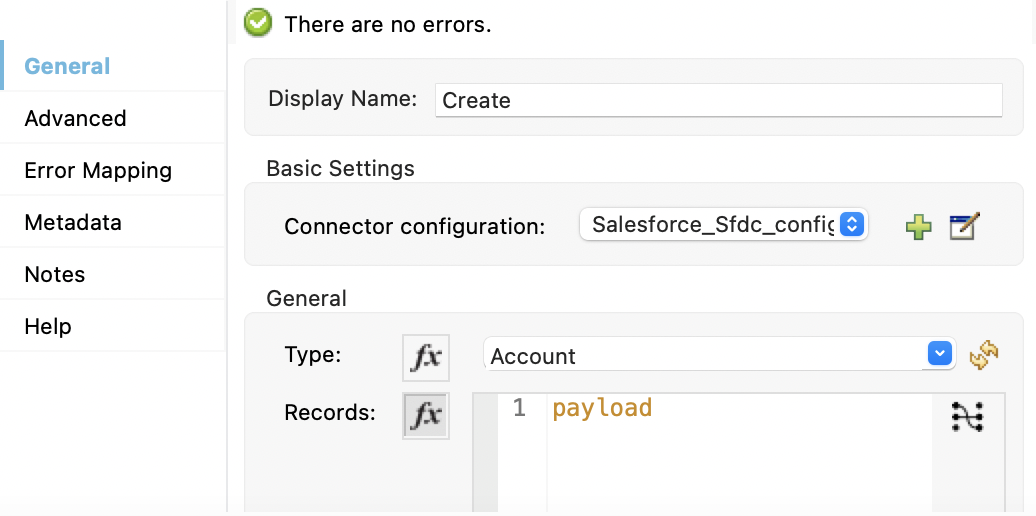 There are no errors.
General
Advanced
Error Mapping
Metadata
Notes
Help
Display Name: Create
Basic Settings
Connector configuration: Salesforce_Sfdc_config
General
Type: fx Account
Records: fx 1 payload